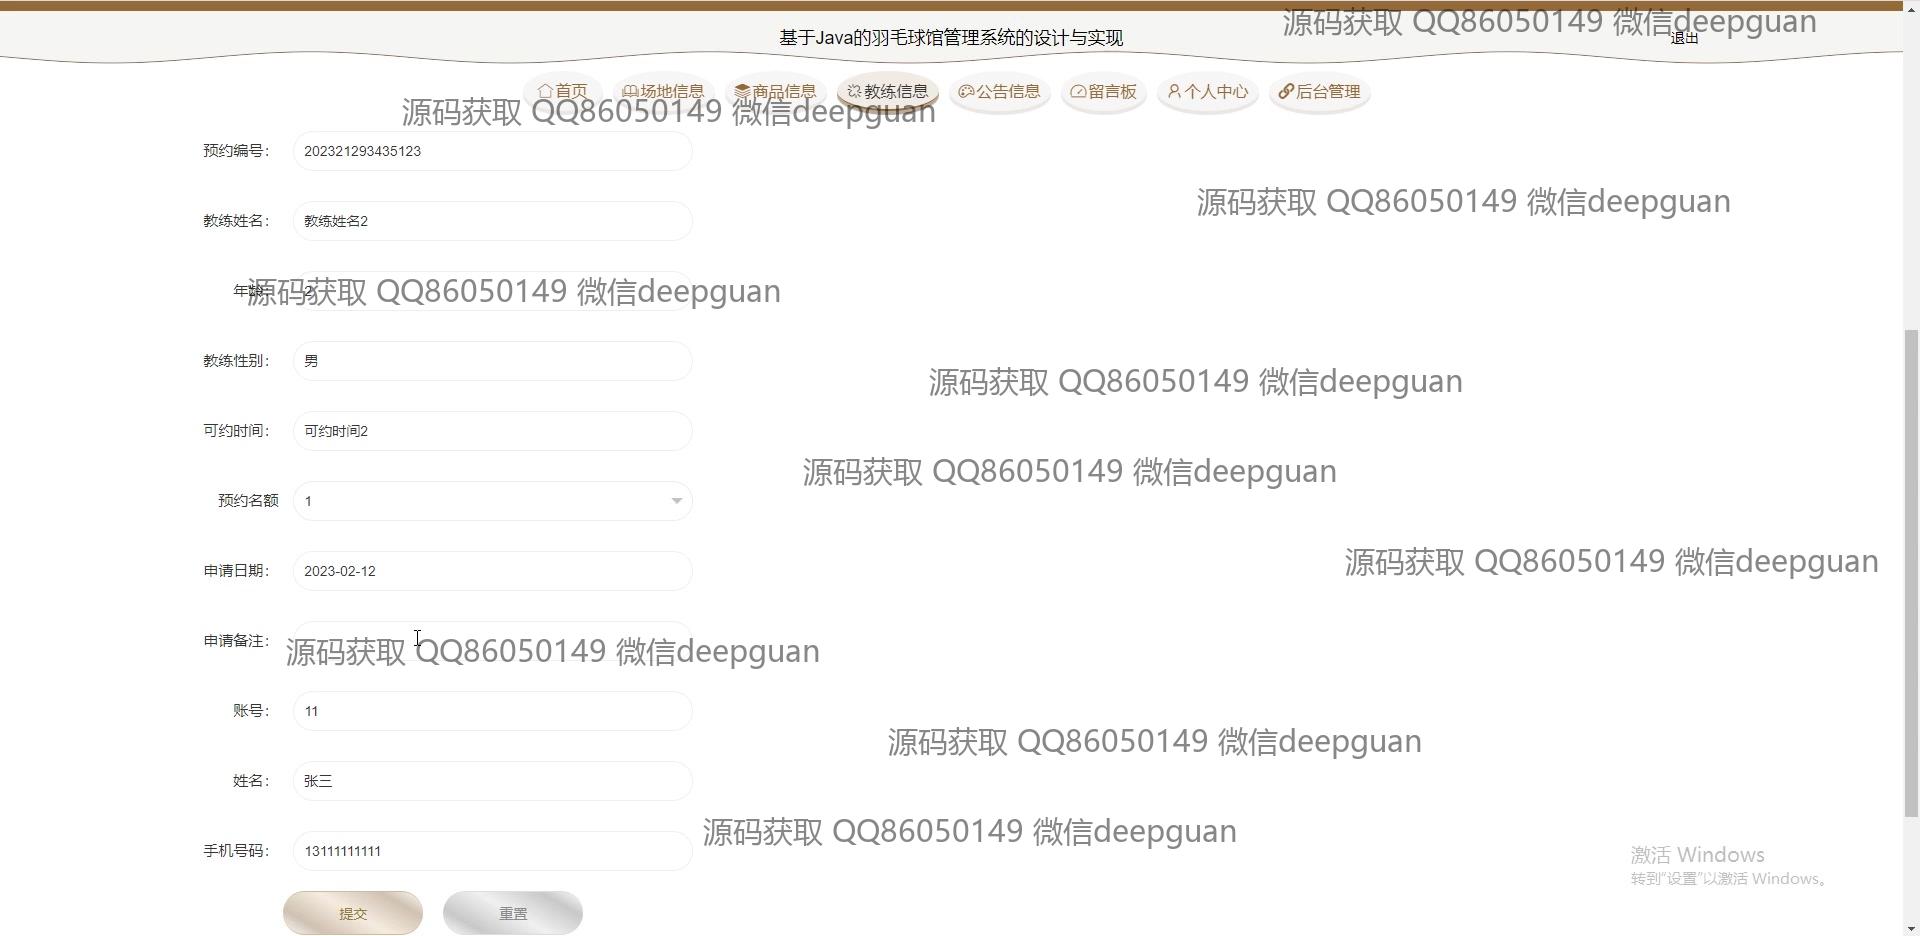 源码获取 QQ86050149 微信deepguan
基于Java的羽毛球馆管理系统的设计与实现
退出
首页 场地信息 商品信息 教练信息 公告信息 留言板 个人中心 后台管理
源码获取 QQ86050149 微信deepguan
预约编号： 202321293435123
源码获取 QQ86050149 微信deepguan
教练姓名： 教练姓名2
年龄： 2
源码获取 QQ86050149 微信deepguan
教练性别： 男
源码获取 QQ86050149 微信deepguan
可约时间： 可约时间2
源码获取 QQ86050149 微信deepguan
预约名额 1
源码获取 QQ86050149 微信deepguan
申请日期： 2023-02-12
申请备注：
源码获取 QQ86050149 微信deepguan
账号： 11
源码获取 QQ86050149 微信deepguan
姓名： 张三
源码获取 QQ86050149 微信deepguan
手机号码： 13111111111
激活 Windows
转到“设置”以激活 Windows。
提交 重置